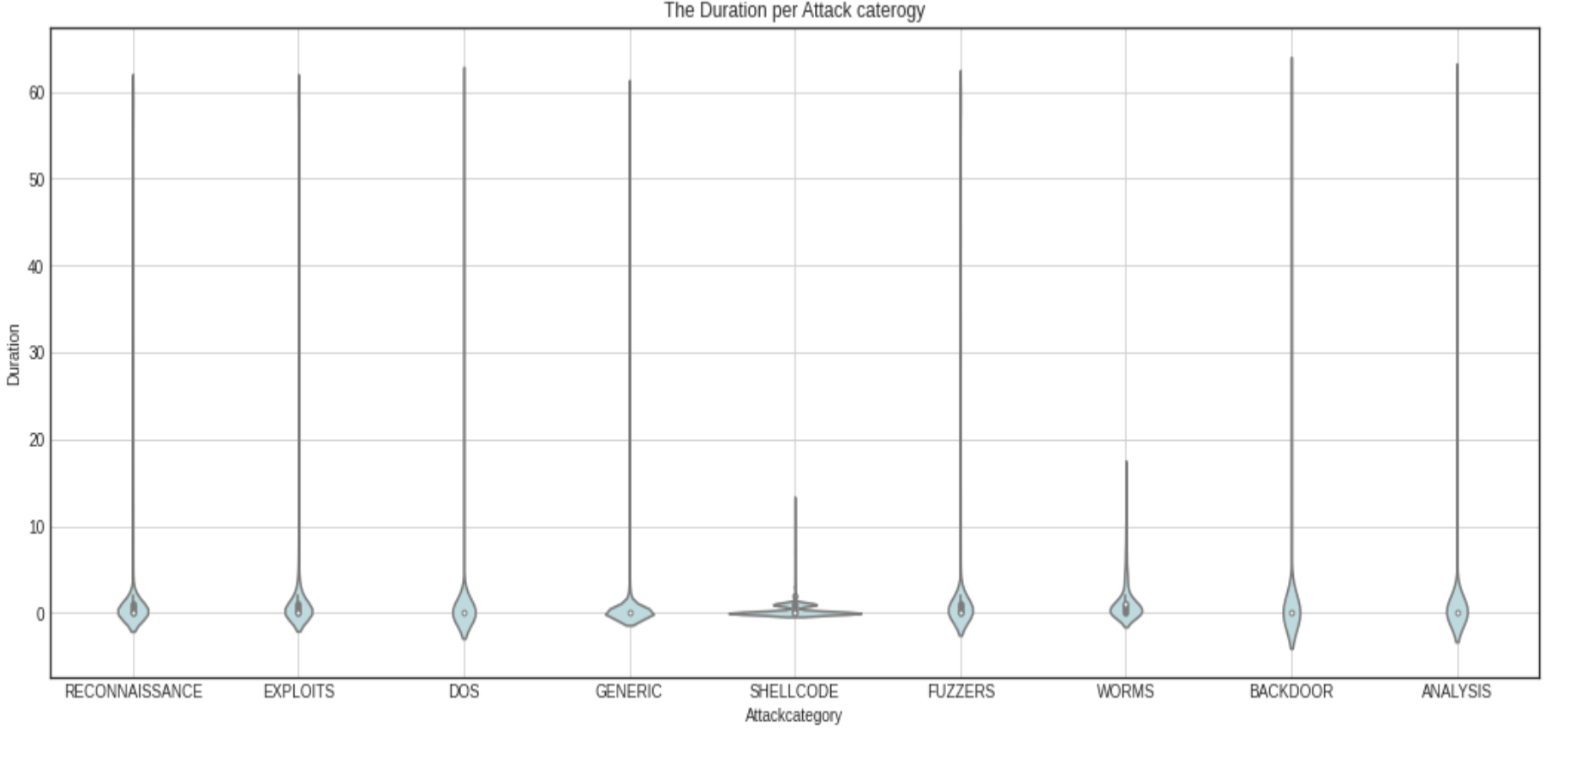 The Duration per Attack caterogy
60
50
40
30
20
10
0
Duration
RECONNAISSANCE EXPLOITS DOS GENERIC SHELLCODE FUZZERS WORMS BACKDOOR ANALYSIS
Attackcategory